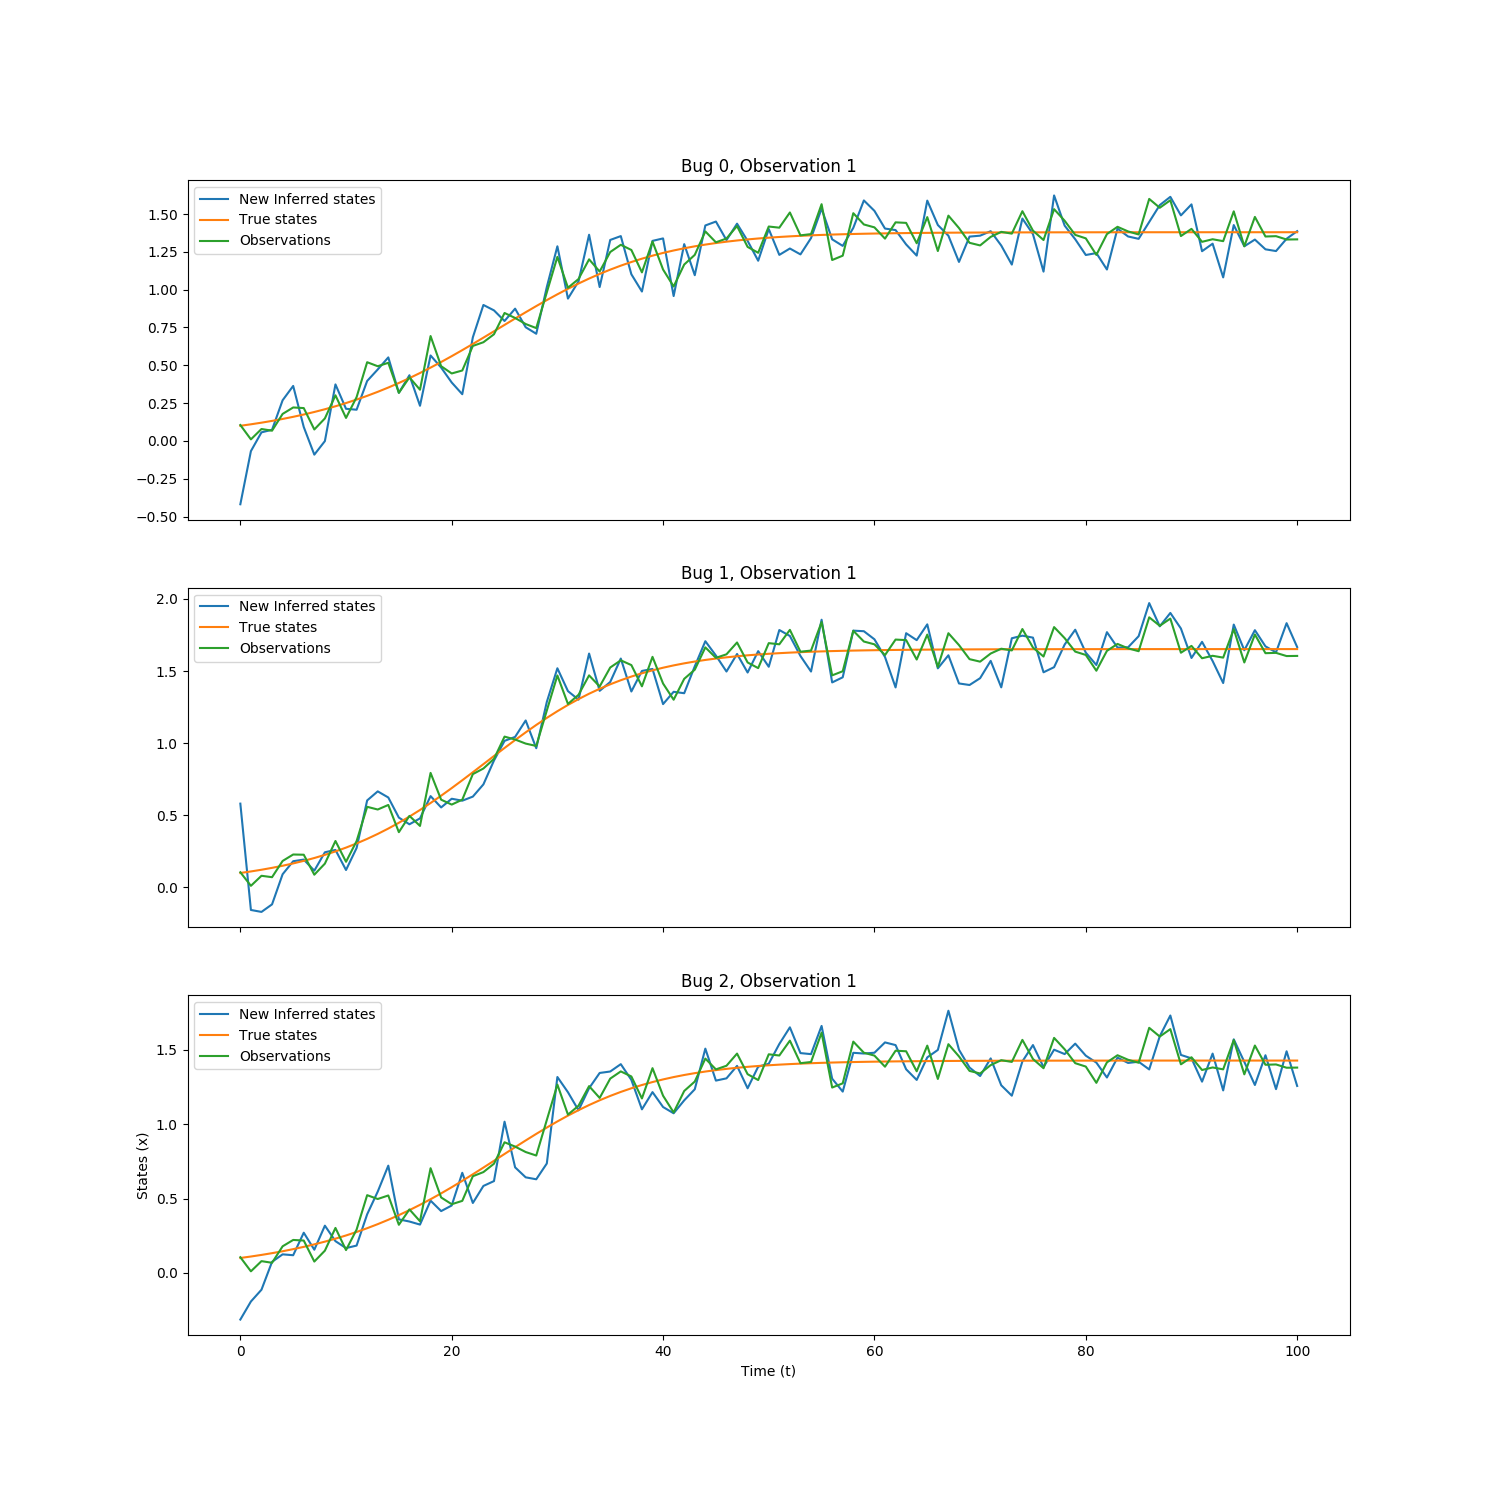 Bug 0, Observation 1
New Inferred states
True states
Observations
1.50
1.25
1.00
0.75
0.50
0.25
0.00
−0.25
−0.50
Bug 1, Observation 1
New Inferred states
True states
Observations
2.0
1.5
1.0
0.5
0.0
Bug 2, Observation 1
New Inferred states
True states
Observations
1.5
1.0
0.5
0.0
States (x)
0 20 40 60 80 100
Time (t)